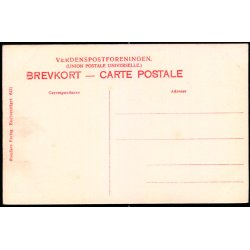 VERDENSPOSTFORENINGEN.
(UNION POSTALE UNIVERSELLE.)
BREVKORT — CARTE POSTALE
Correspondance Adresse